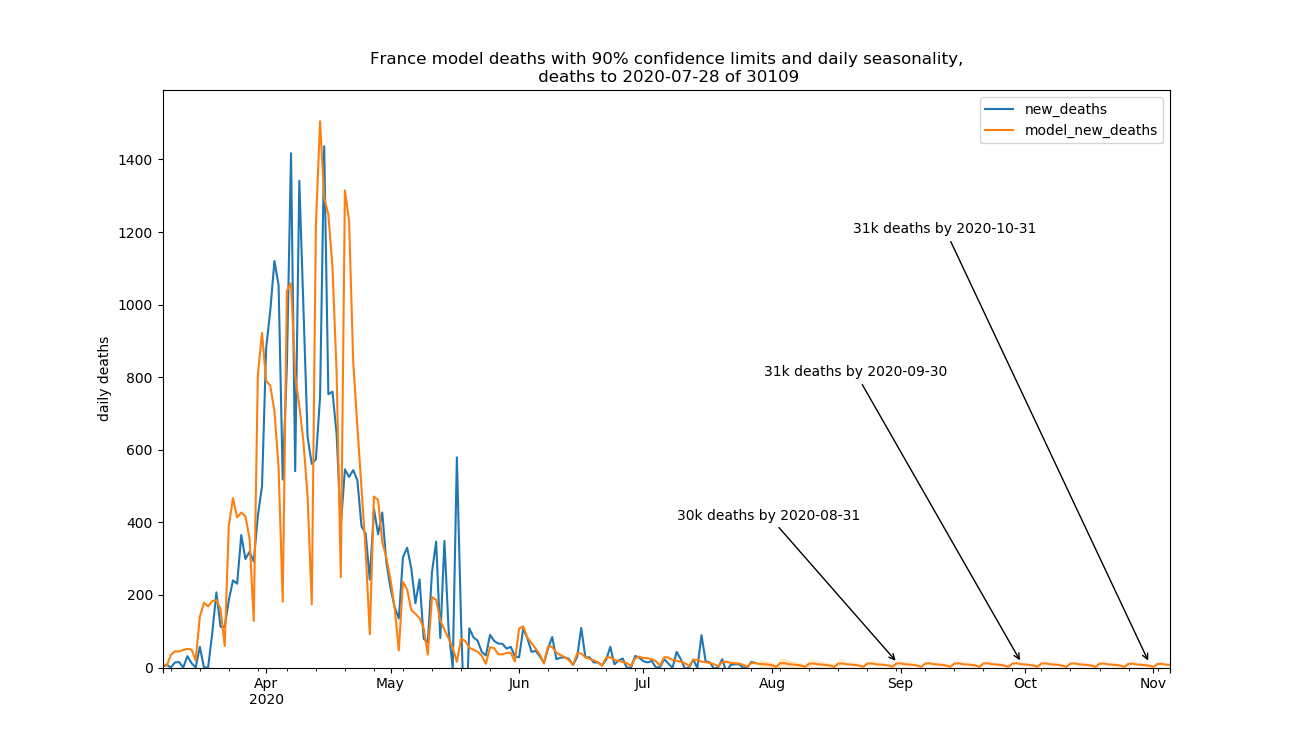 France model deaths with 90% confidence limits and daily seasonality,
deaths to 2020-07-28 of 30109
new_deaths
model_new_deaths
1400
1200
1000
800
600
400
200
0
daily deaths
31k deaths by 2020-10-31
31k deaths by 2020-09-30
30k deaths by 2020-08-31
Apr May Jun Jul Aug Sep Oct Nov
2020